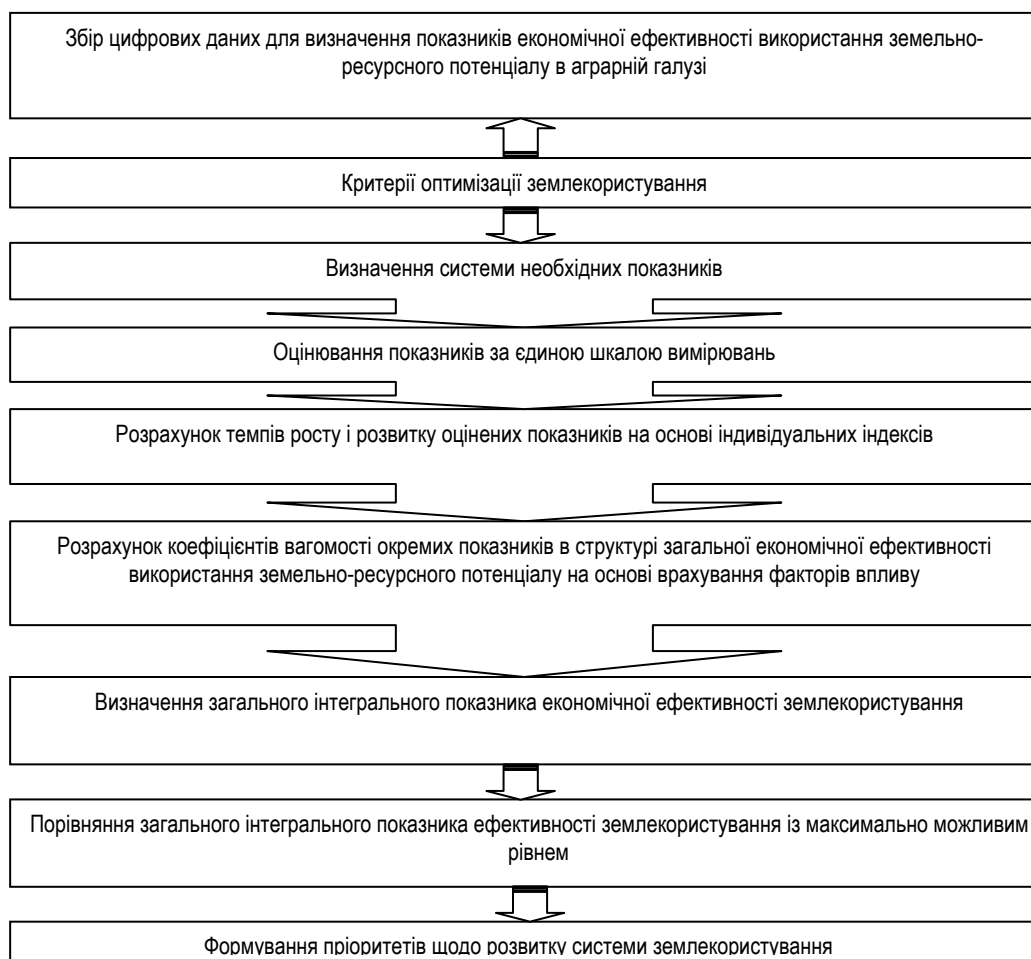 Збір цифрових даних для визначення показників економічної ефективності використання земельно-
ресурсного потенціалу в аграрній галузі
Критерії оптимізації землекористування
Визначення системи необхідних показників
Оцінювання показників за єдиною шкалою вимірювань
Розрахунок темпів росту і розвитку оцінених показників на основі індивідуальних індексів
Розрахунок коефіцієнтів вагомості окремих показників в структурі загальної економічної ефективності
використання земельно-ресурсного потенціалу на основі врахування факторів впливу
Визначення загального інтегрального показника економічної ефективності землекористування
Порівняння загального інтегрального показника ефективності землекористування із максимально можливим
рівнем
Формування пріоритетів щодо розвитку системи землекористування